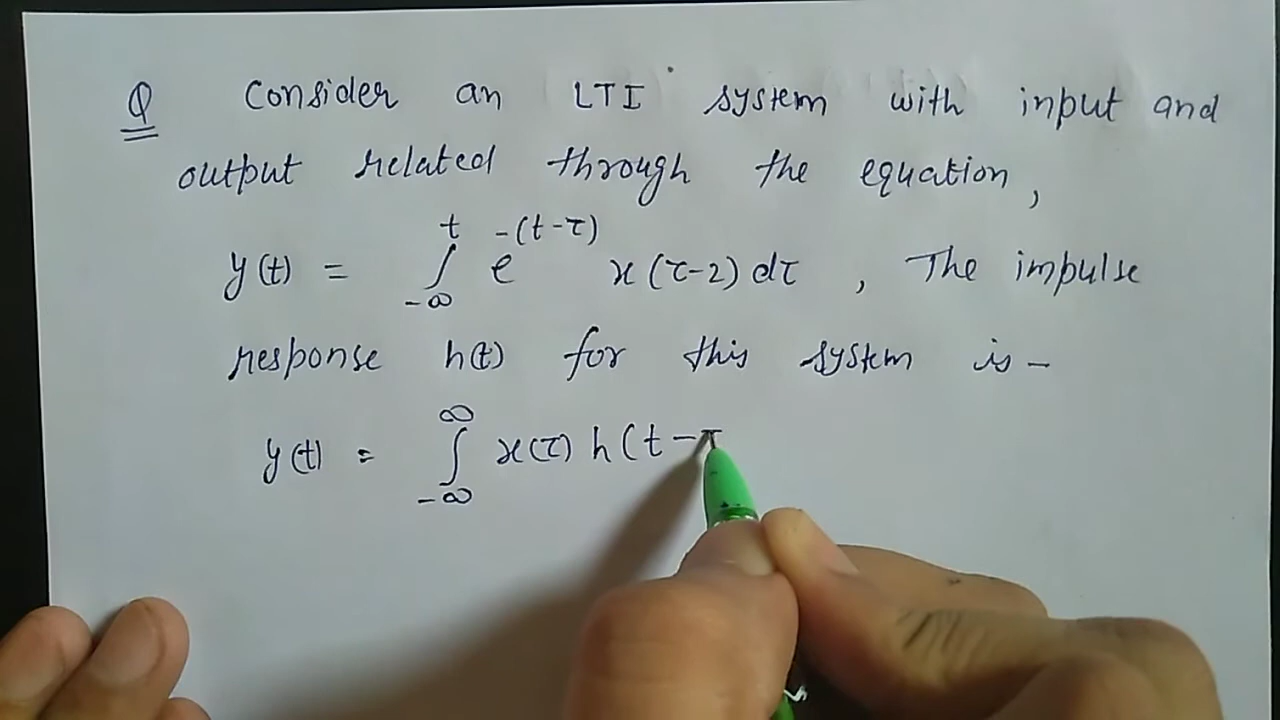 Q Consider an LTI system with input and
output related through the equation,
y(t) = ∫_{-∞}^{t} e^{-(t-τ)} x(τ-2) dτ , The impulse
response h(t) for this system is -
y(t) = ∫_{-∞}^{∞} x(τ) h(t-τ